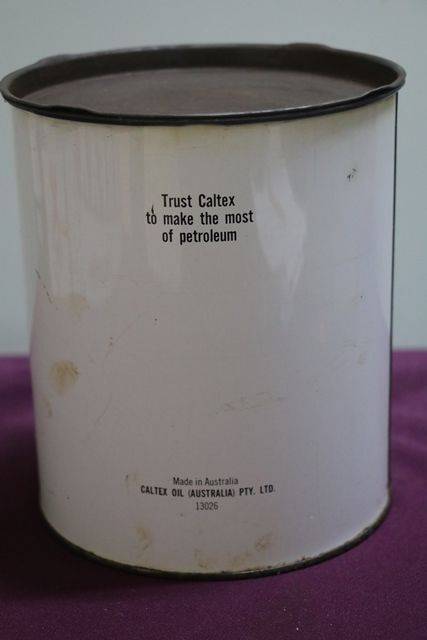 Trust Caltex
to make the most
of petroleum
Made in Australia
CALTEX OIL (AUSTRALIA) PTY. LTD.
13026